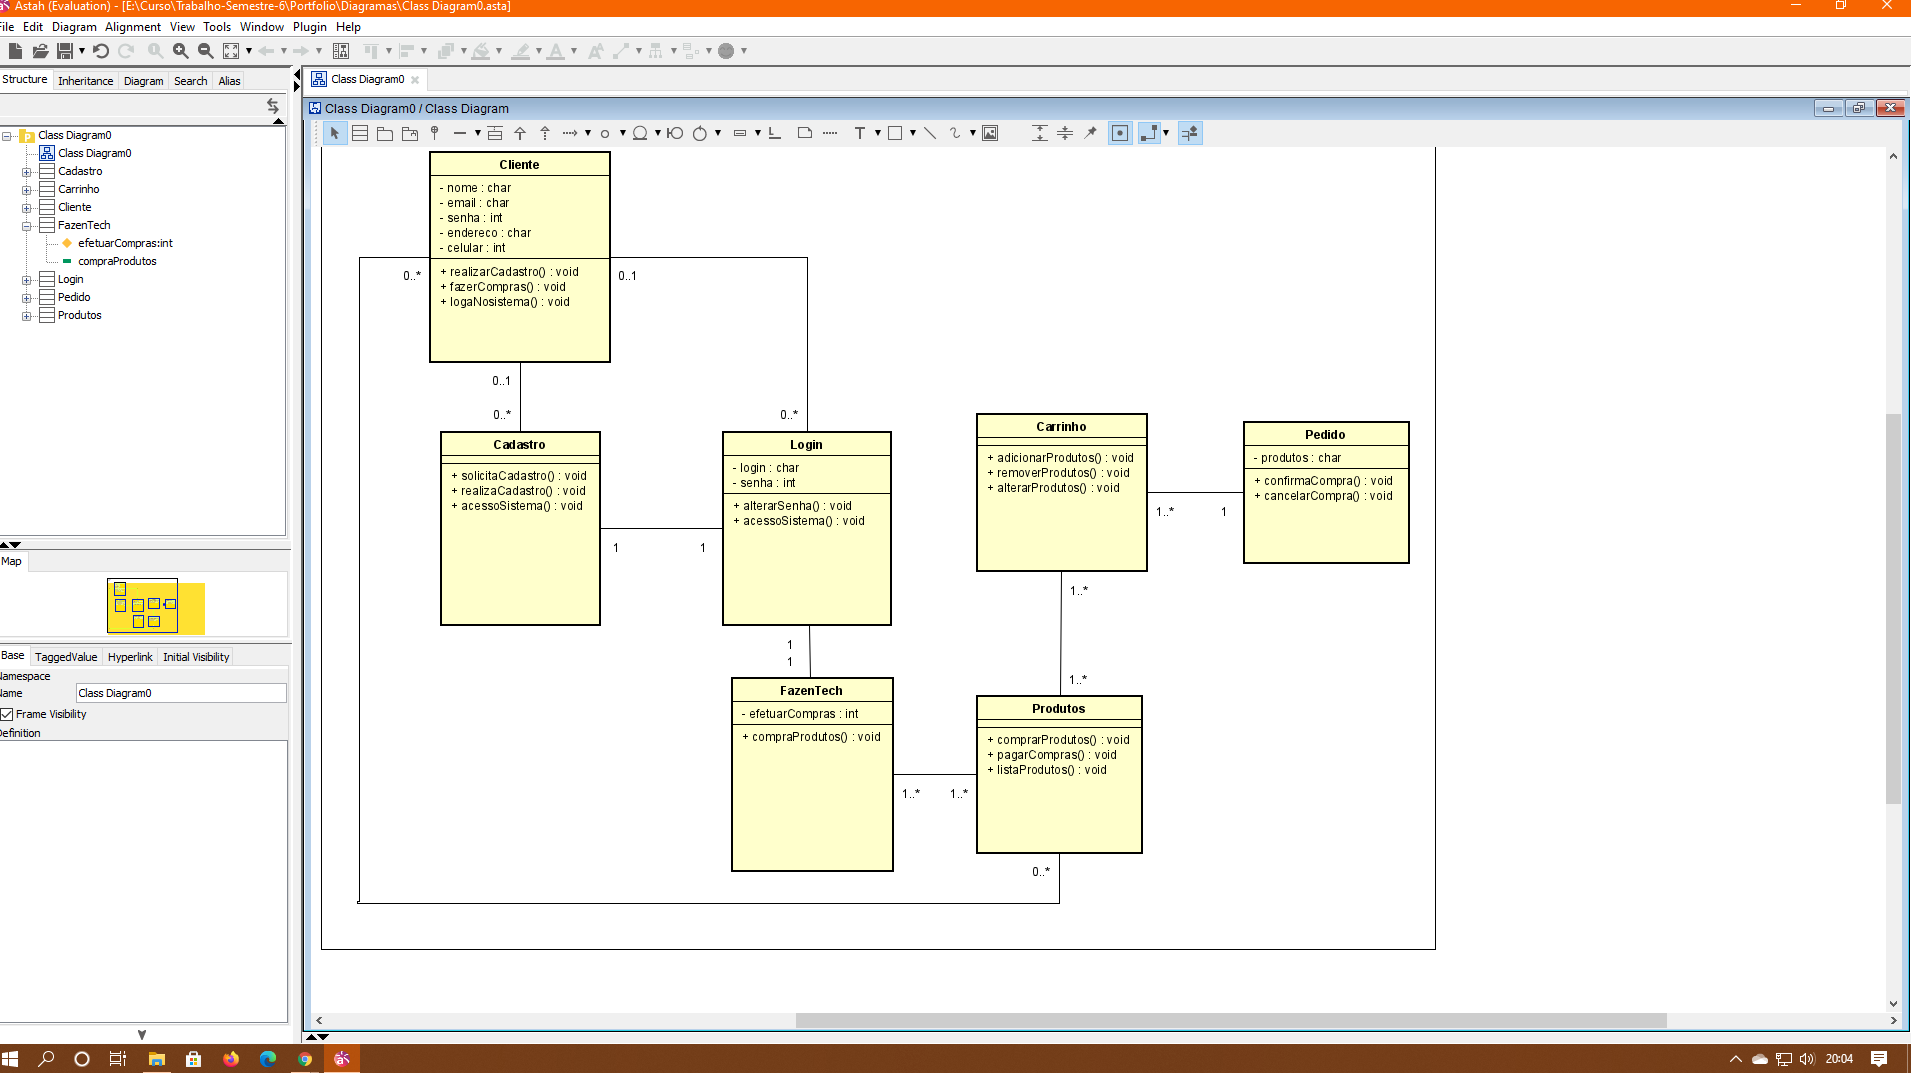 Astah (Evaluation) - [E:\Curso\Trabalho-Semestre-6\Portfolio\Diagramas\Class Diagram0.asta]
File Edit Diagram Alignment View Tools Window Plugin Help
Structure Inheritance Diagram Search Alias
Class Diagram0
Class Diagram0
Cadastro
Carrinho
Cliente
FazenTech
efetuarCompras:int
compraProdutos
Login
Pedido
Produtos
Map
Base TaggedValue Hyperlink Initial Visibility
Namespace
Name Class Diagram0
Frame Visibility
Definition
Class Diagram0
Class Diagram0 / Class Diagram
Cliente
- nome : char
- email : char
- senha : int
- endereco : char
- celular : int
+ realizarCadastro() : void
+ fazerCompras() : void
+ logaNosistema() : void
0..*
0..1
0..1
0..*
0..*
Cadastro
+ solicitaCadastro() : void
+ realizaCadastro() : void
+ acessoSistema() : void
1 1
Login
- login : char
- senha : int
+ alterarSenha() : void
+ acessoSistema() : void
1
1
Carrinho
+ adicionarProdutos() : void
+ removerProdutos() : void
+ alterarProdutos() : void
1..* 1
Pedido
- produtos : char
+ confirmaCompra() : void
+ cancelarCompra() : void
1..*
1..*
FazenTech
- efetuarCompras : int
+ compraProdutos() : void
1..* 1..*
Produtos
+ comprarProdutos() : void
+ pagarCompras() : void
+ listaProdutos() : void
0..*
20:04